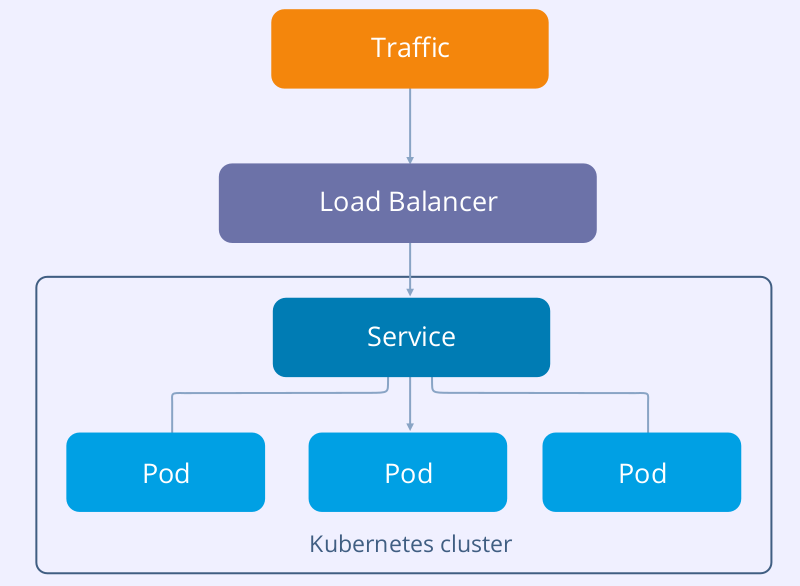 Traffic
Load Balancer
Service
Pod
Pod
Pod
Kubernetes cluster